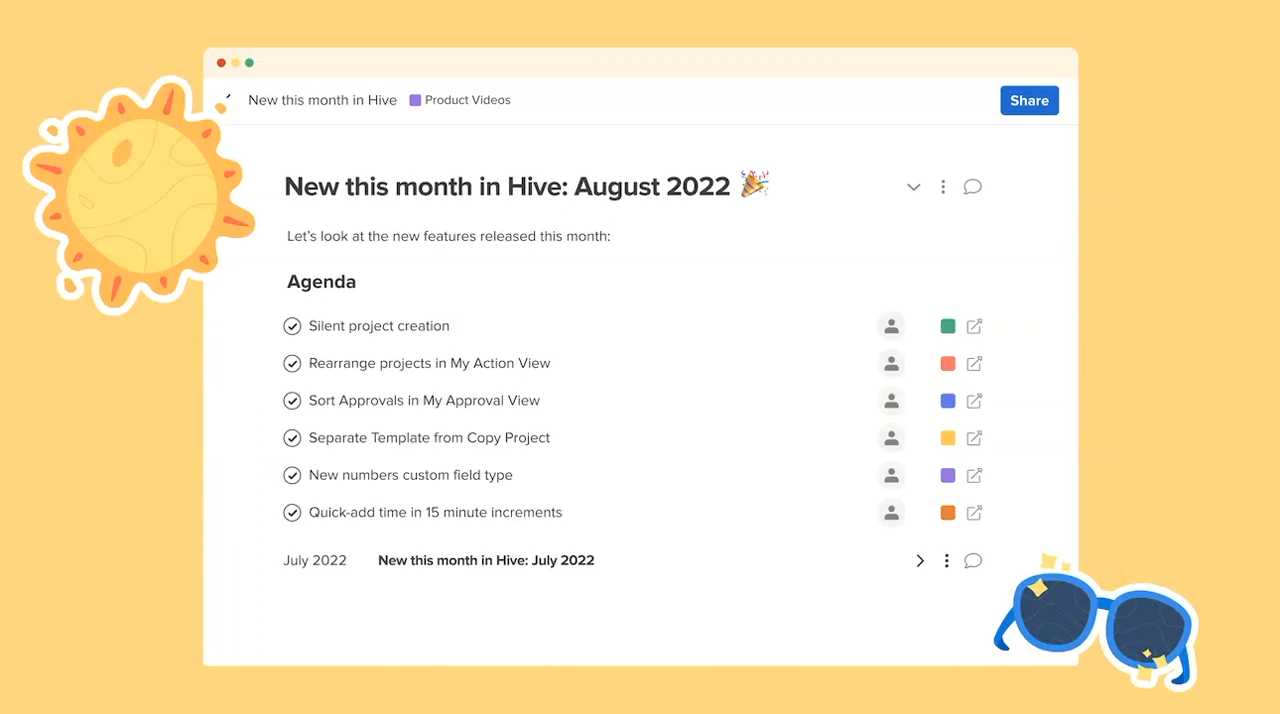 New this month in Hive Product Videos
Share
New this month in Hive: August 2022 🎉
Let’s look at the new features released this month:
Agenda
Silent project creation
Rearrange projects in My Action View
Sort Approvals in My Approval View
Separate Template from Copy Project
New numbers custom field type
Quick-add time in 15 minute increments
July 2022 New this month in Hive: July 2022